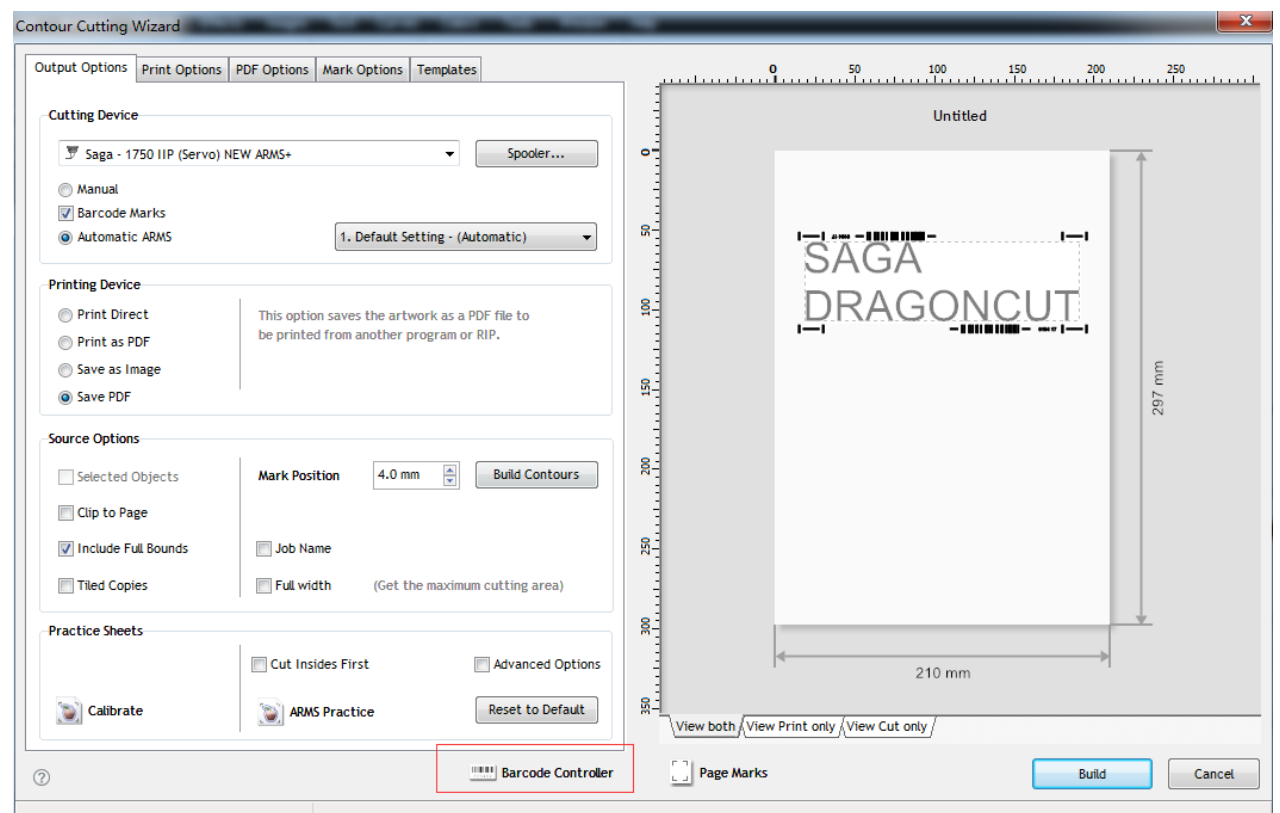 Contour Cutting Wizard
Output Options
Print Options
PDF Options
Mark Options
Templates
Cutting Device
Saga - 1750 IIP (Servo) NEW ARMS+
Spooler...
Manual
Barcode Marks
Automatic ARMS
1. Default Setting - (Automatic)
Printing Device
Print Direct
Print as PDF
Save as Image
Save PDF
This option saves the artwork as a PDF file to
be printed from another program or RIP.
Source Options
Selected Objects
Mark Position
4.0 mm
Build Contours
Clip to Page
Include Full Bounds
Job Name
Tiled Copies
Full width
(Get the maximum cutting area)
Practice Sheets
Cut Insides First
Advanced Options
Calibrate
ARMS Practice
Reset to Default
Barcode Controller
0 50 100 150 200 250
Untitled
0
50
100
150
200
250
300
350
SAGA
DRAGONCUT
297 mm
210 mm
View both
View Print only
View Cut only
Page Marks
Build
Cancel